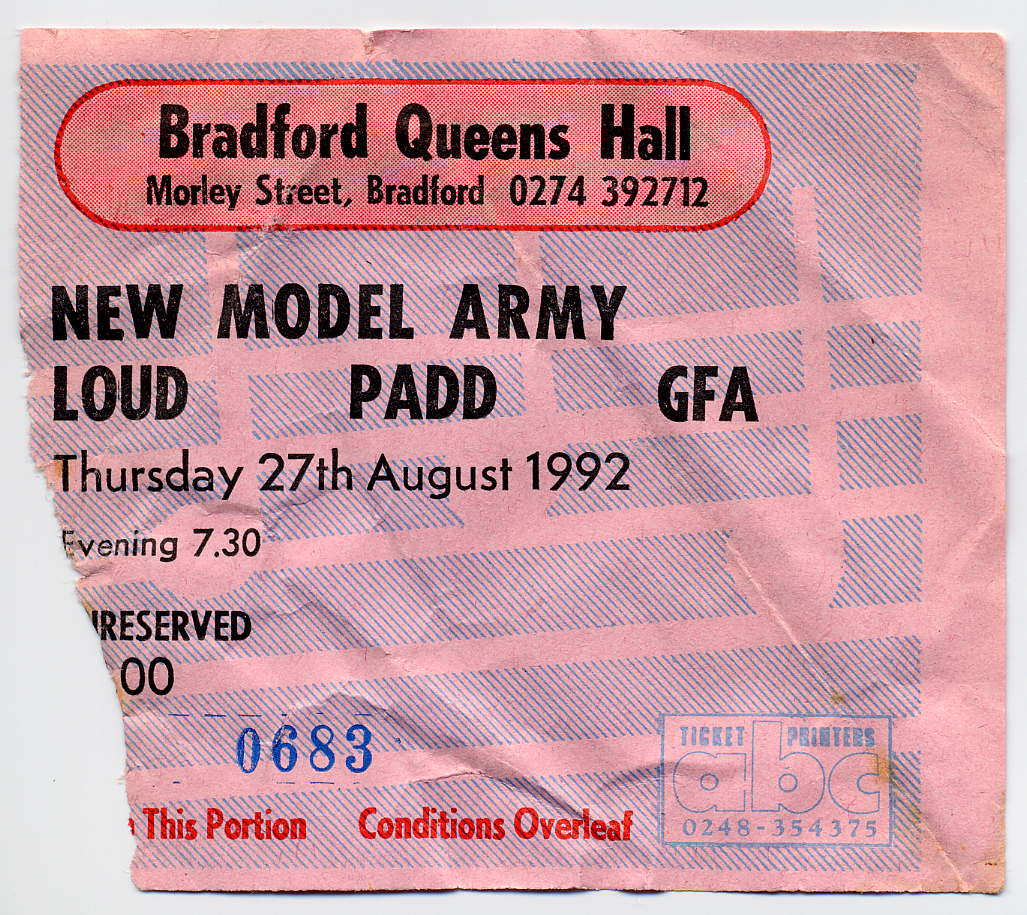 Bradford Queens Hall
Morley Street, Bradford 0274 392712
NEW MODEL ARMY
LOUD PADD GFA
Thursday 27th August 1992
Evening 7.30
RESERVED
00
0683
This Portion Conditions Overleaf
TICKET PRINTERS
abc
0248-354375